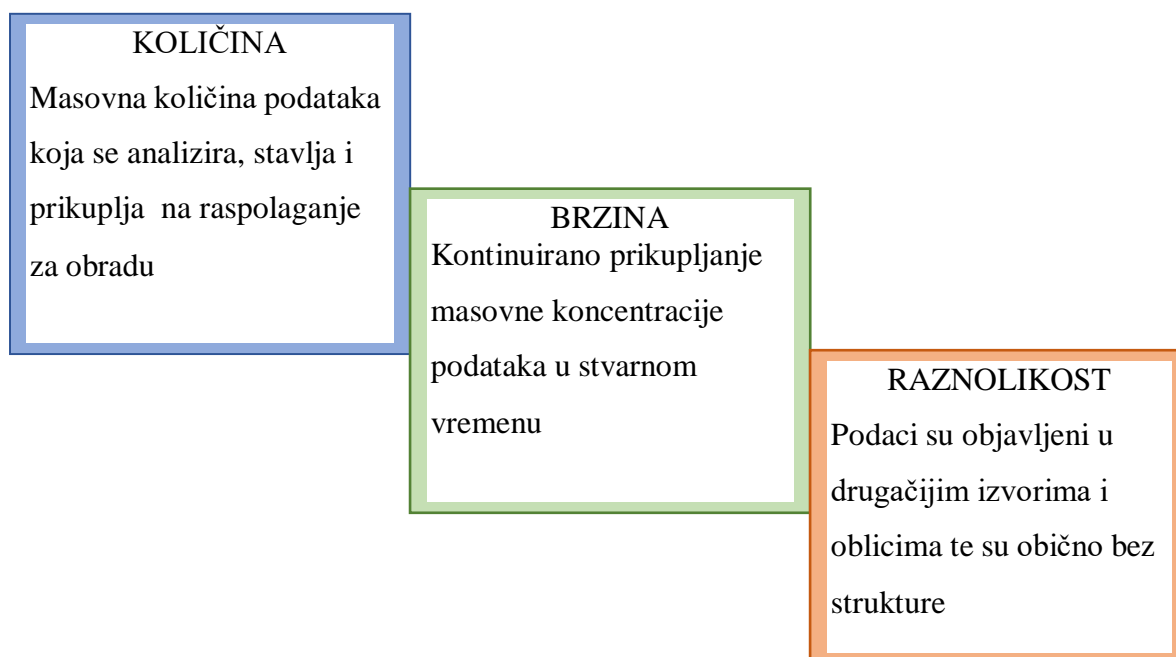 KOLIČINA
Masovna količina podataka
koja se analizira, stavlja i
prikuplja  na raspolaganje
za obradu
BRZINA
Kontinuirano prikupljanje
masovne koncentracije
podataka u stvarnom
vremenu
RAZNOLIKOST
Podaci su objavljeni u
drugačijim izvorima i
oblicima te su obično bez
strukture